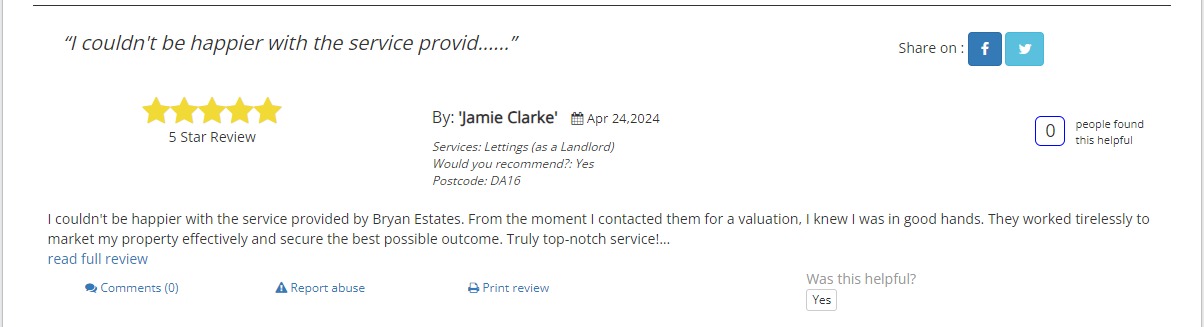 “I couldn't be happier with the service provid......”
Share on :
5 Star Review
By: 'Jamie Clarke' Apr 24,2024
Services: Lettings (as a Landlord)
Would you recommend?: Yes
Postcode: DA16
0 people found
this helpful
I couldn't be happier with the service provided by Bryan Estates. From the moment I contacted them for a valuation, I knew I was in good hands. They worked tirelessly to
market my property effectively and secure the best possible outcome. Truly top-notch service!...
read full review
Comments (0) Report abuse Print review
Was this helpful?
Yes